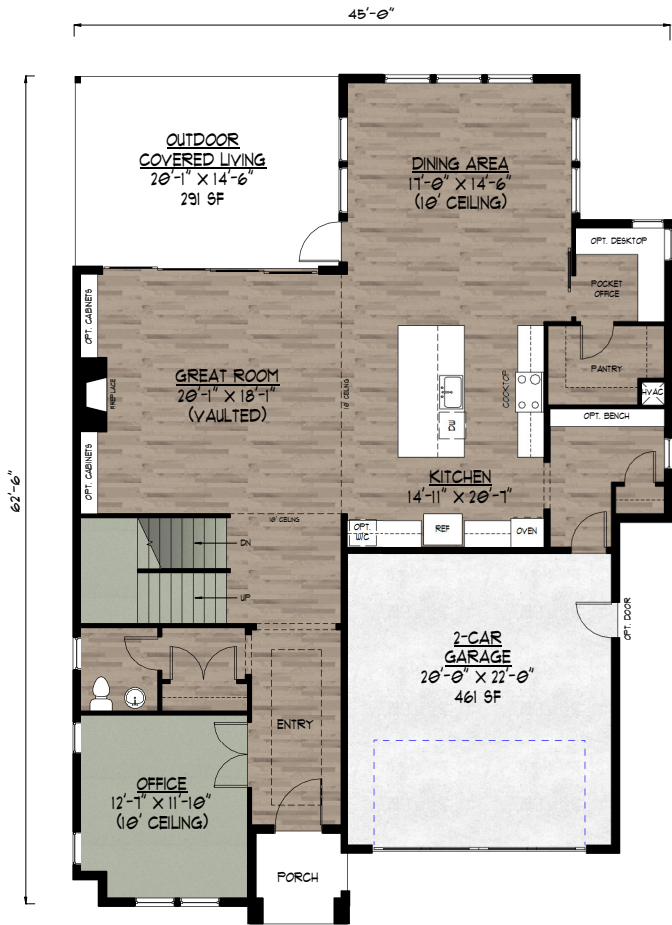 45'-0"
62'-6"
OUTDOOR
COVERED LIVING
20'-1" X 14'-6"
291 SF
DINING AREA
17'-0" X 14'-6"
(10' CEILING)
OPT. DESKTOP
POCKET
OFFICE
OPT. CABINETS
GREAT ROOM
20'-1" X 18'-1"
(VAULTED)
FIREPLACE
10' CEILING
COOKTOP
PANTRY
HVAC
DW
OPT. BENCH
OPT. CABINETS
KITCHEN
14'-11" X 20'-7"
10' CEILING
OPT.
W/C
REF
OVEN
DN
UP
OPT. DOOR
2-CAR
GARAGE
20'-0" X 22'-0"
461 SF
ENTRY
OFFICE
12'-7" X 11'-10"
(10' CEILING)
PORCH